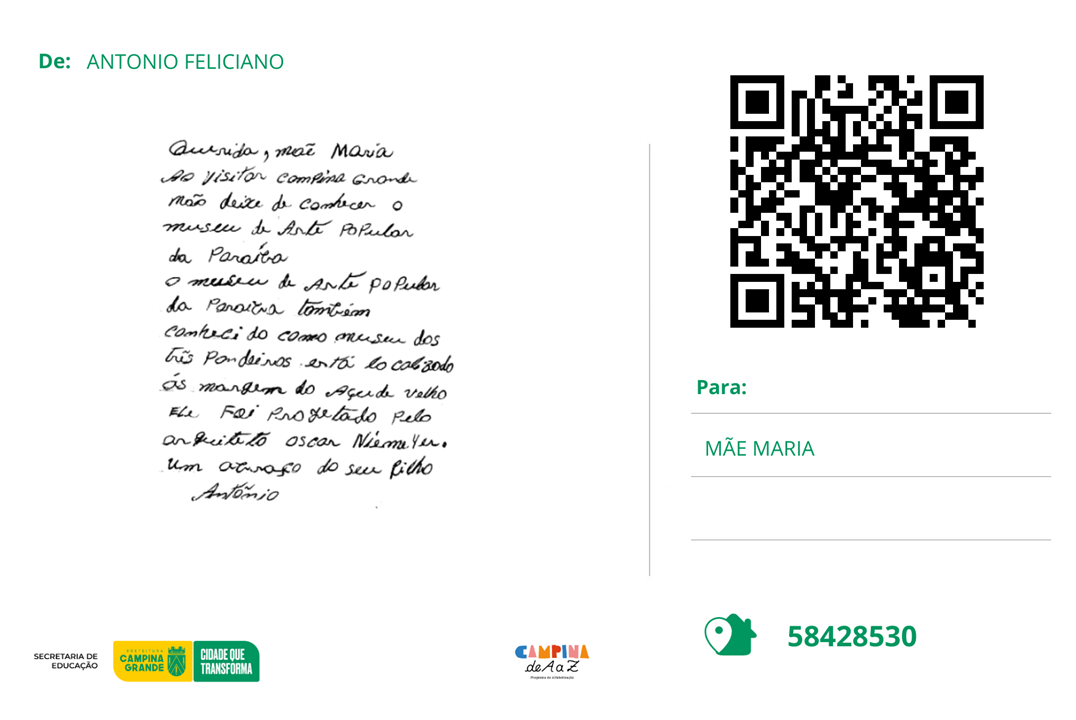 De: ANTONIO FELICIANO
Querida, mãe Maria
Ao visitar campina Grande
não deixe de conhecer o
museu de Arte Popular
da Paraíba
o museu de Arte popular
da Paraiba também
conheci do como museu dos
três Pandeiros está localizado
ás margem do Açude velho
Ele Foi Progetado Pelo
arquiteto oscar Niemeyer.
um abraço do seu filho
Antônio
Para:
MÃE MARIA
58428530
SECRETARIA DE
EDUCAÇÃO
PREFEITURA
CAMPINA
GRANDE
CIDADE QUE
TRANSFORMA
CAMPINA
de A a Z
Programa de Alfabetização